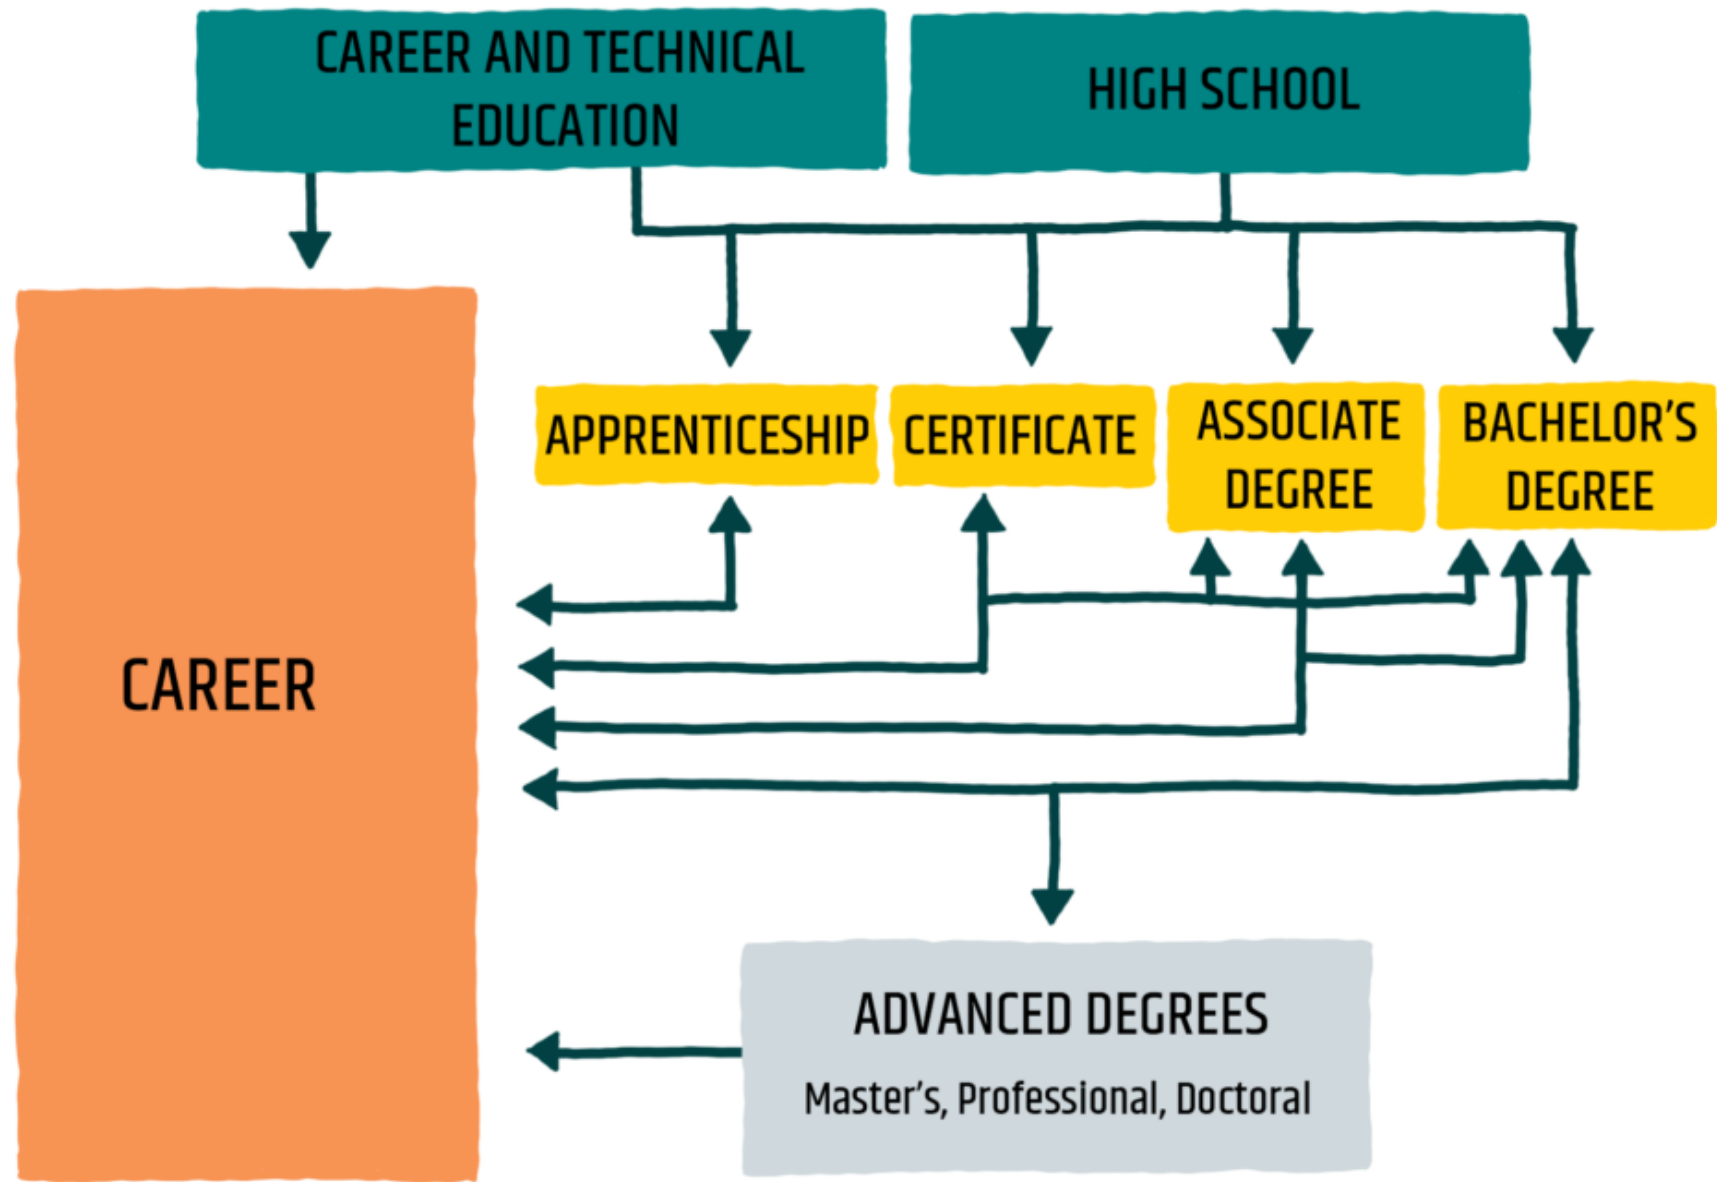 CAREER AND TECHNICAL
EDUCATION
HIGH SCHOOL
APPRENTICESHIP
CERTIFICATE
ASSOCIATE
DEGREE
BACHELOR'S
DEGREE
CAREER
ADVANCED DEGREES
Master's, Professional, Doctoral